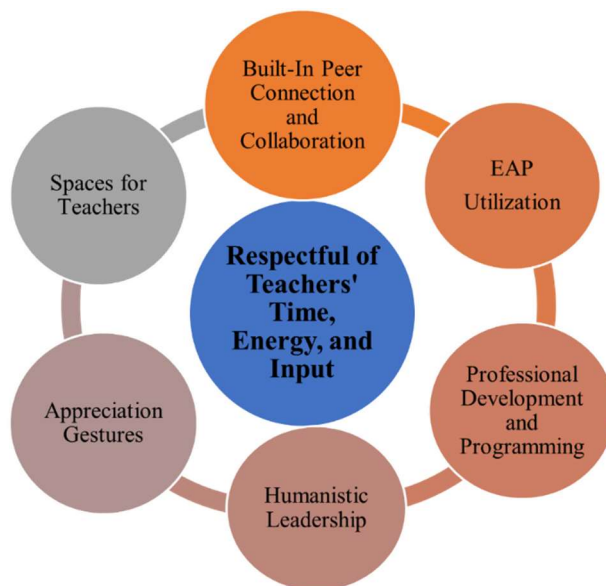 Built-In Peer
Connection
and
Collaboration
EAP
Utilization
Professional
Development
and
Programming
Humanistic
Leadership
Appreciation
Gestures
Spaces for
Teachers
Respectful of
Teachers'
Time,
Energy, and
Input